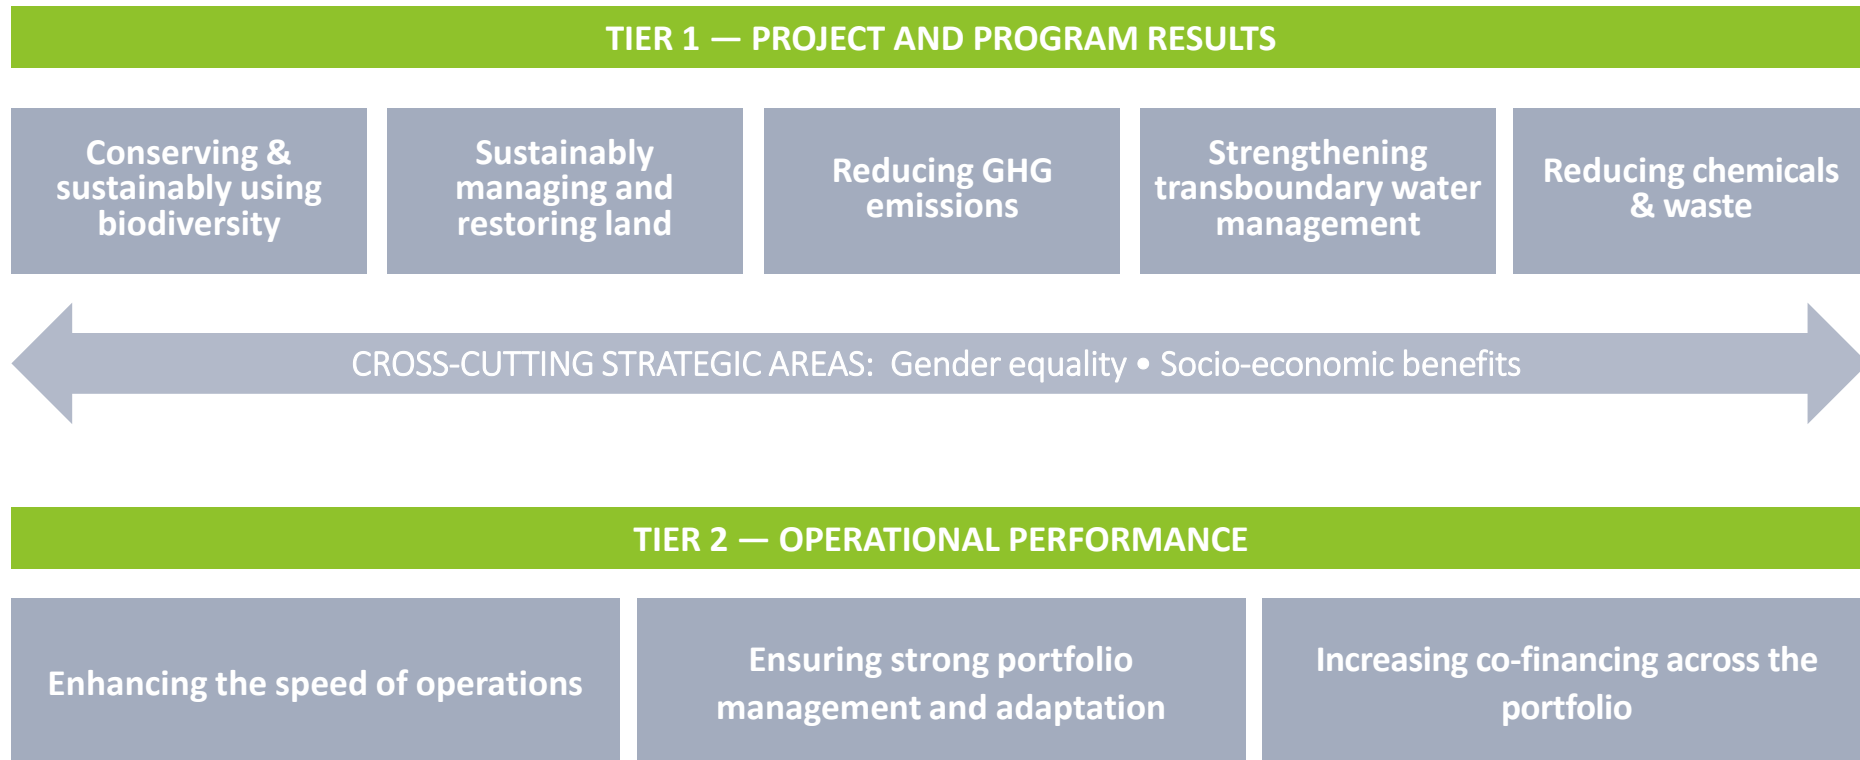 TIER 1 — PROJECT AND PROGRAM RESULTS
Conserving &
sustainably using
biodiversity
Sustainably
managing and
restoring land
Reducing GHG
emissions
Strengthening
transboundary water
management
Reducing chemicals
& waste
CROSS-CUTTING STRATEGIC AREAS: Gender equality • Socio-economic benefits
TIER 2 — OPERATIONAL PERFORMANCE
Enhancing the speed of operations
Ensuring strong portfolio
management and adaptation
Increasing co-financing across the
portfolio